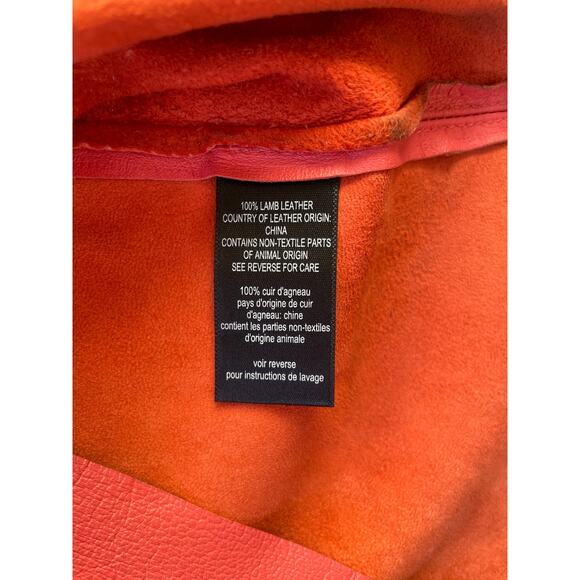 100% LAMB LEATHER
COUNTRY OF LEATHER ORIGIN:
CHINA
CONTAINS NON-TEXTILE PARTS
OF ANIMAL ORIGIN
SEE REVERSE FOR CARE
100% cuir d'agneau
pays d'origine de cuir
d'agneau: chine
contient les parties non-textiles
d'origine animale
voir reverse
pour instructions de lavage